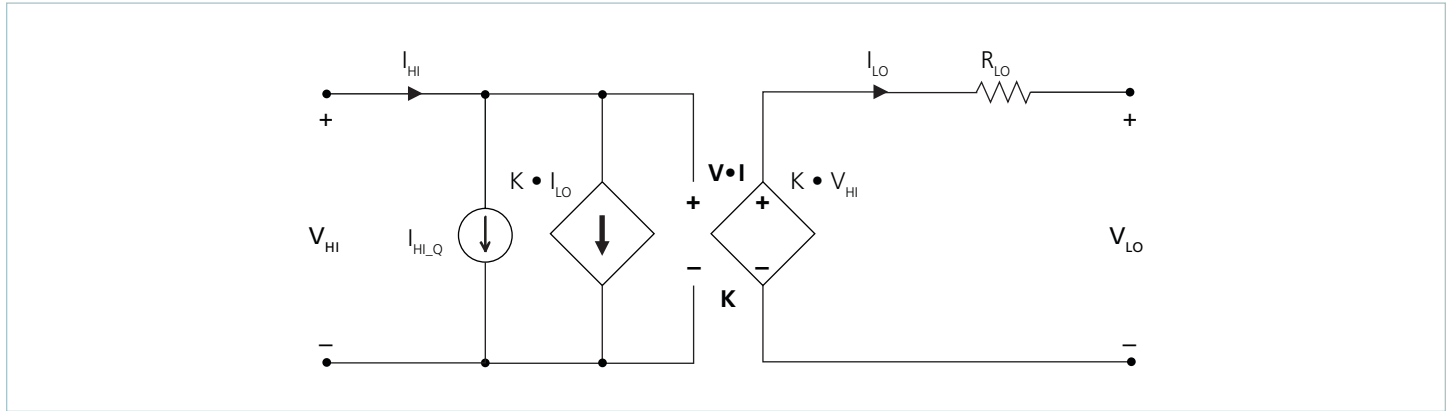 I_HI
I_LO
R_LO
+
+
V•I
K • I_LO
K • V_HI
+
+
V_HI
I_HI_Q
V_LO
−
−
K
−
−